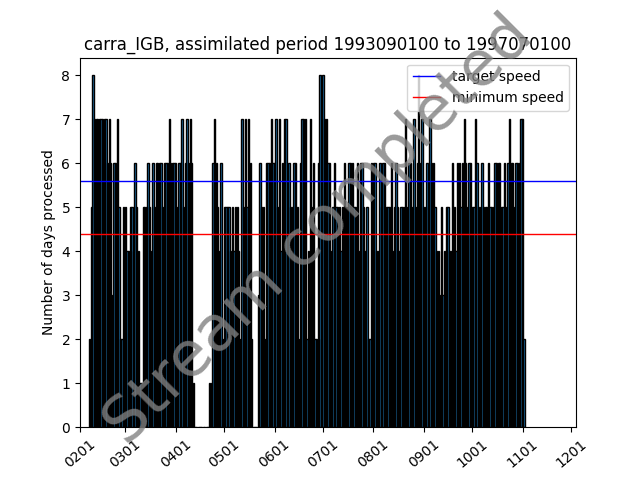 carra_IGB, assimilated period 1993090100 to 1997070100
target speed
minimum speed
Number of days processed
8
7
6
5
4
3
2
1
0
0201 0301 0401 0501 0601 0701 0801 0901 1001 1101 1201
Stream completed